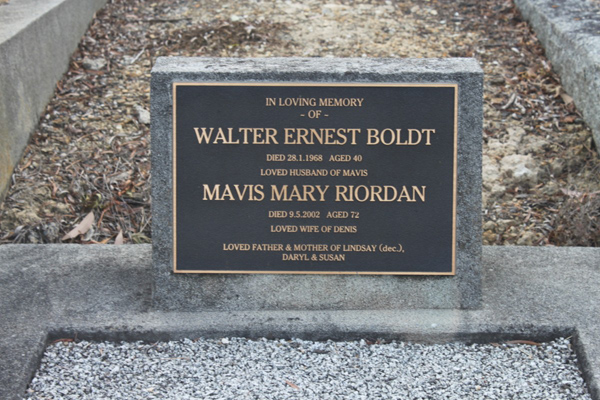 IN LOVING MEMORY
- OF -
WALTER ERNEST BOLDT
DIED 28.1.1968 AGED 40
LOVED HUSBAND OF MAVIS
MAVIS MARY RIORDAN
DIED 9.5.2002 AGED 72
LOVED WIFE OF DENIS
LOVED FATHER & MOTHER OF LINDSAY (dec.),
DARYL & SUSAN